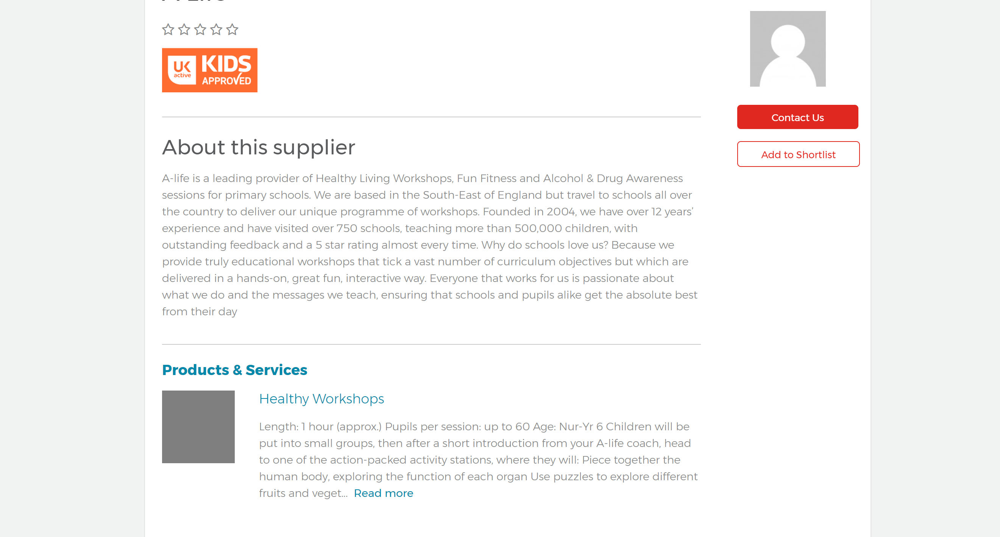 UK
active
KIDS
APPROVED
Contact Us
Add to Shortlist
About this supplier
A-life is a leading provider of Healthy Living Workshops, Fun Fitness and Alcohol & Drug Awareness
sessions for primary schools. We are based in the South-East of England but travel to schools all over
the country to deliver our unique programme of workshops. Founded in 2004, we have over 12 years’
experience and have visited over 750 schools, teaching more than 500,000 children, with
outstanding feedback and a 5 star rating almost every time. Why do schools love us? Because we
provide truly educational workshops that tick a vast number of curriculum objectives but which are
delivered in a hands-on, great fun, interactive way. Everyone that works for us is passionate about
what we do and the messages we teach, ensuring that schools and pupils alike get the absolute best
from their day
Products & Services
Healthy Workshops
Length: 1 hour (approx.) Pupils per session: up to 60 Age: Nur-Yr 6 Children will be
put into small groups, then after a short introduction from your A-life coach, head
to one of the action-packed activity stations, where they will: Piece together the
human body, exploring the function of each organ Use puzzles to explore different
fruits and veget... Read more